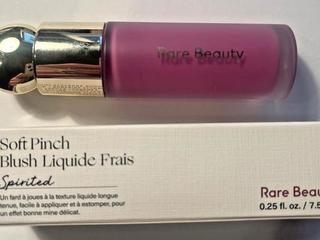 Rare Beauty
Soft Pinch
Blush Liquide Frais
Spirited
Un fard à joues à la texture liquide longue
tenue, facile à appliquer et à estomper, pour
un effet bonne mine délicat.
Rare Beau
0.25 fl. oz. / 7.5